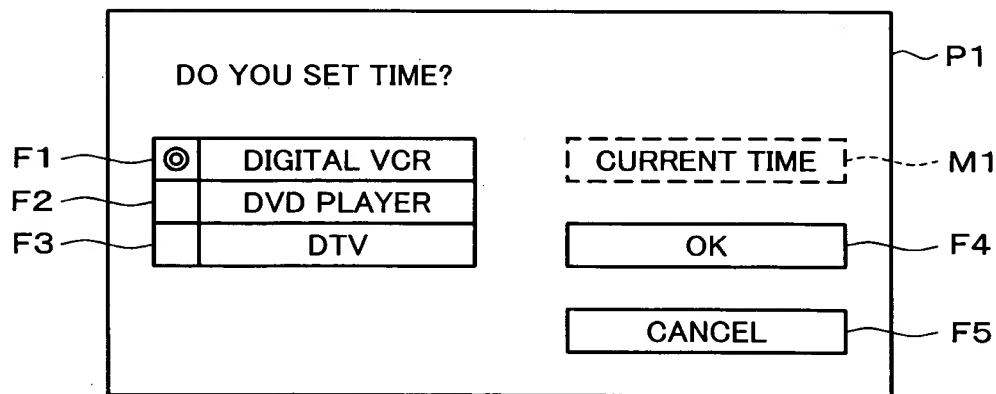 DO YOU SET TIME?
P1
F1 ◎ DIGITAL VCR
CURRENT TIME M1
F2 DVD PLAYER
F3 DTV
OK F4
CANCEL F5